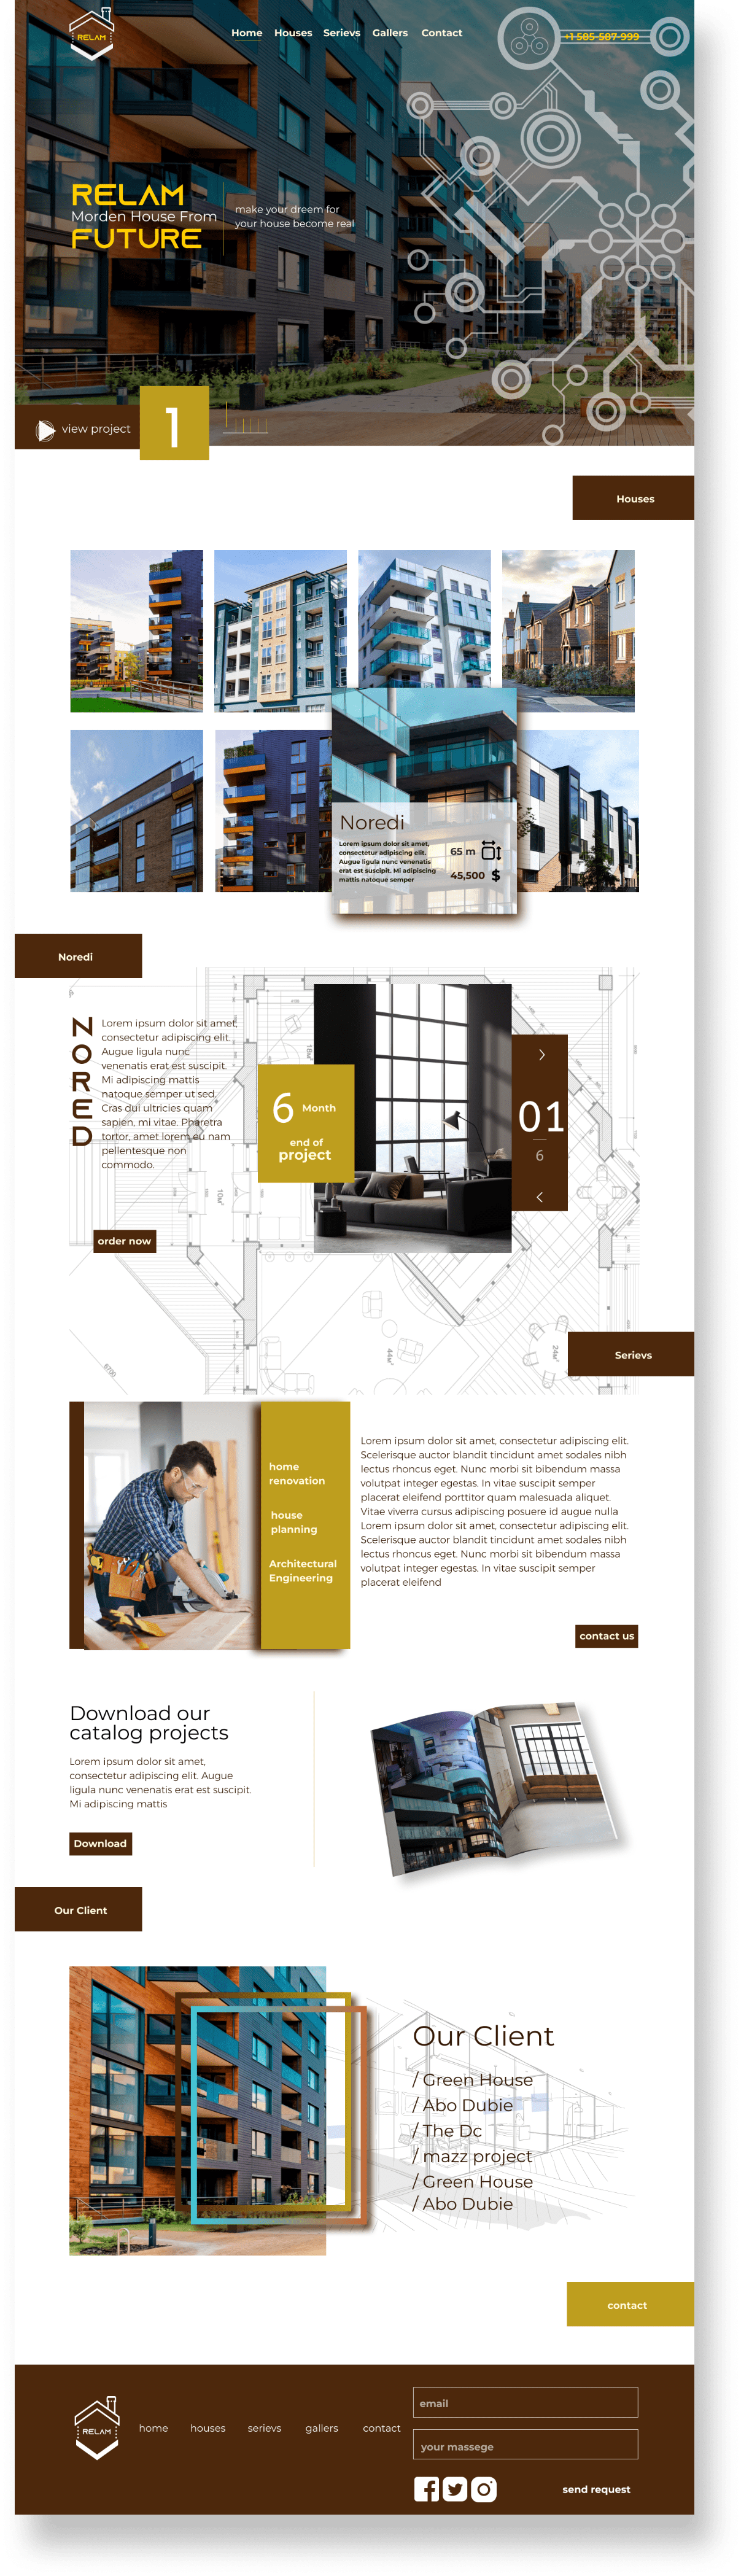 RELAM
Home Houses Serievs Gallers Contact
+1 585-587-999
RELAM
Morden House From
FUTURE
make your dreem for
your house become real
view project
1
Houses
Noredi
Lorem ipsum dolor sit amet,
consectetur adipiscing elit.
Augue ligula nunc venenatis
erat est suscipit. Mi adipiscing
mattis natoque semper
65 m
45,500 $
Noredi
NORED
Lorem ipsum dolor sit amet,
consectetur adipiscing elit.
Augue ligula nunc
venenatis erat est suscipit.
Mi adipiscing mattis
natoque semper ut sed.
Cras dui ultricies quam
sapien, mi vitae. Pharetra
tortor, amet lorem eu nam
pellentesque non
commodo.
order now
6 Month
end of
project
01
6
6700
44м²
24м²
Serievs
home
renovation
house
planning
Architectural
Engineering
Lorem ipsum dolor sit amet, consectetur adipiscing elit.
Scelerisque auctor blandit tincidunt amet sodales nibh
lectus rhoncus eget. Nunc morbi sit bibendum massa
volutpat integer egestas. In vitae suscipit semper
placerat eleifend porttitor quam malesuada aliquet.
Vitae viverra cursus adipiscing posuere id augue nulla
Lorem ipsum dolor sit amet, consectetur adipiscing elit.
Scelerisque auctor blandit tincidunt amet sodales nibh
lectus rhoncus eget. Nunc morbi sit bibendum massa
volutpat integer egestas. In vitae suscipit semper
placerat eleifend
contact us
Download our
catalog projects
Lorem ipsum dolor sit amet,
consectetur adipiscing elit. Augue
ligula nunc venenatis erat est suscipit.
Mi adipiscing mattis
Download
Our Client
Our Client
/ Green House
/ Abo Dubie
/ The Dc
/ mazz project
/ Green House
/ Abo Dubie
contact
RELAM
home houses serievs gallers contact
email
your massege
send request